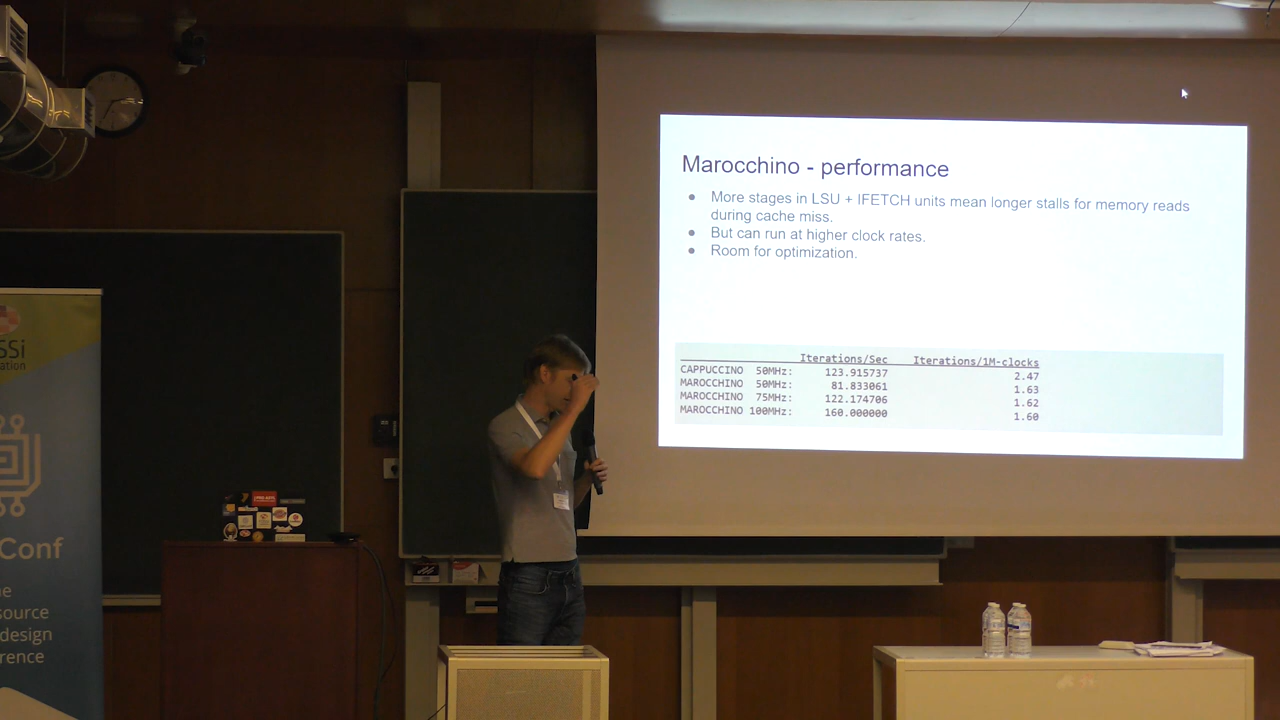 Marocchino - performance
● More stages in LSU + IFETCH units mean longer stalls for memory reads
during cache miss.
● But can run at higher clock rates.
● Room for optimization.
Iterations/Sec Iterations/1M-clocks
CAPPUCCINO 50MHz: 123.915737 2.47
MAROCCHINO 50MHz: 81.833061 1.63
MAROCCHINO 75MHz: 122.174706 1.62
MAROCCHINO 100MHz: 160.000000 1.60
SSi
ation
Conf
source
design
rence